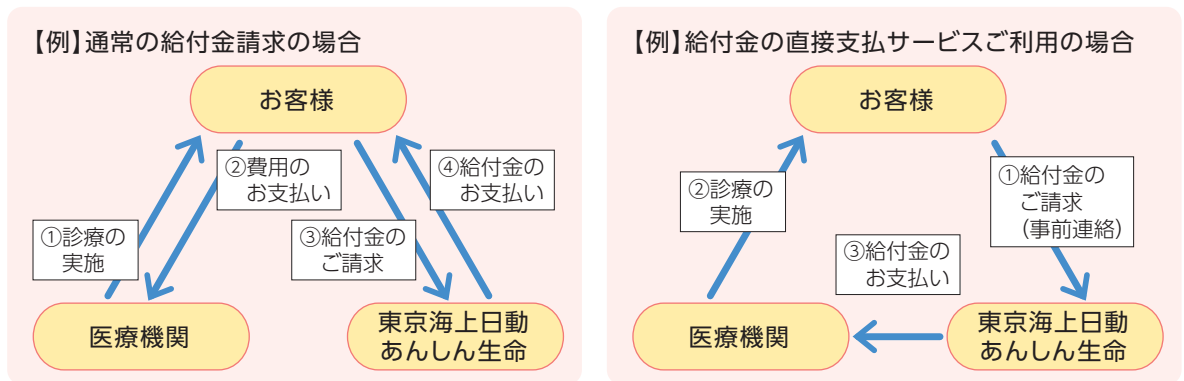 【例】通常の給付金請求の場合
お客様
②費用の
お支払い
④給付金の
お支払い
①診療の
実施
③給付金の
ご請求
医療機関
東京海上日動
あんしん生命
【例】給付金の直接支払サービスご利用の場合
お客様
①給付金の
ご請求
（事前連絡）
②診療の
実施
③給付金の
お支払い
医療機関
東京海上日動
あんしん生命